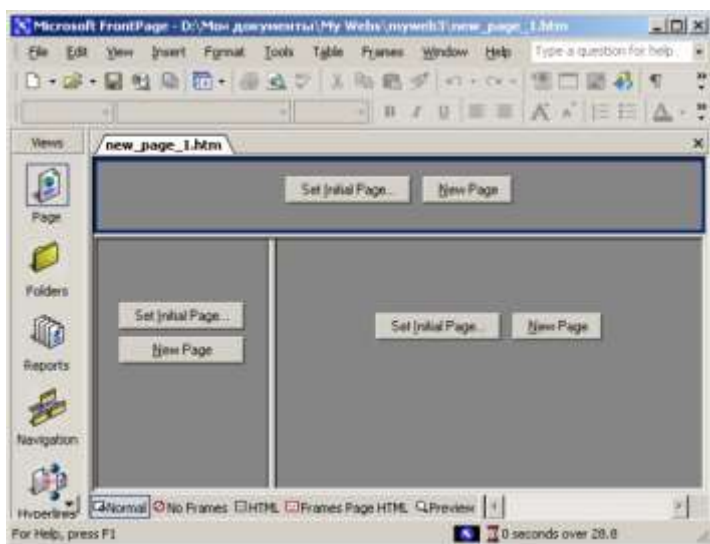 Microsoft FrontPage - D:\Мои документы\My Webs\myweb3\new_page_1.htm
File Edit View Insert Format Tools Table Frames Window Help Type a question for help
B I U A A A
Views new_page_1.htm
Set Initial Page... New Page
Page
Folders
Set Initial Page... Set Initial Page... New Page
New Page
Reports
Navigation
Hyperlinks Normal No Frames HTML Frames Page HTML Preview
For Help, press F1 0 seconds over 28.8